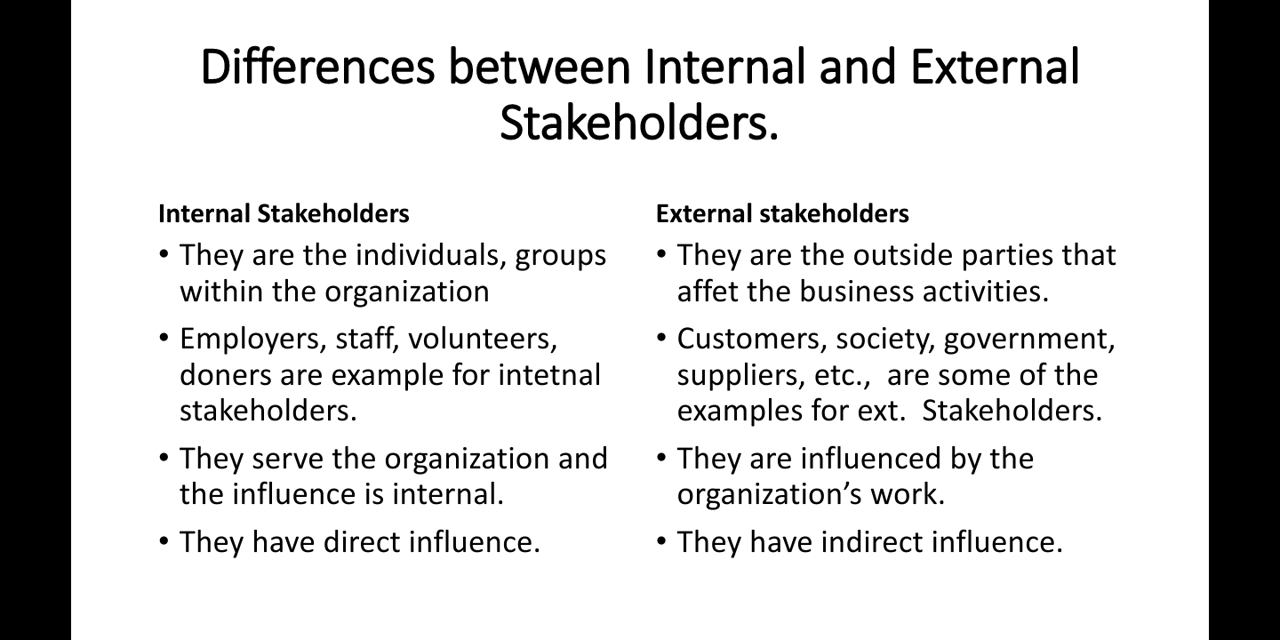 Differences between Internal and External
Stakeholders.
Internal Stakeholders
• They are the individuals, groups
within the organization
• Employers, staff, volunteers,
doners are example for intetnal
stakeholders.
• They serve the organization and
the influence is internal.
• They have direct influence.
External stakeholders
• They are the outside parties that
affet the business activities.
• Customers, society, government,
suppliers, etc.,  are some of the
examples for ext.  Stakeholders.
• They are influenced by the
organization’s work.
• They have indirect influence.